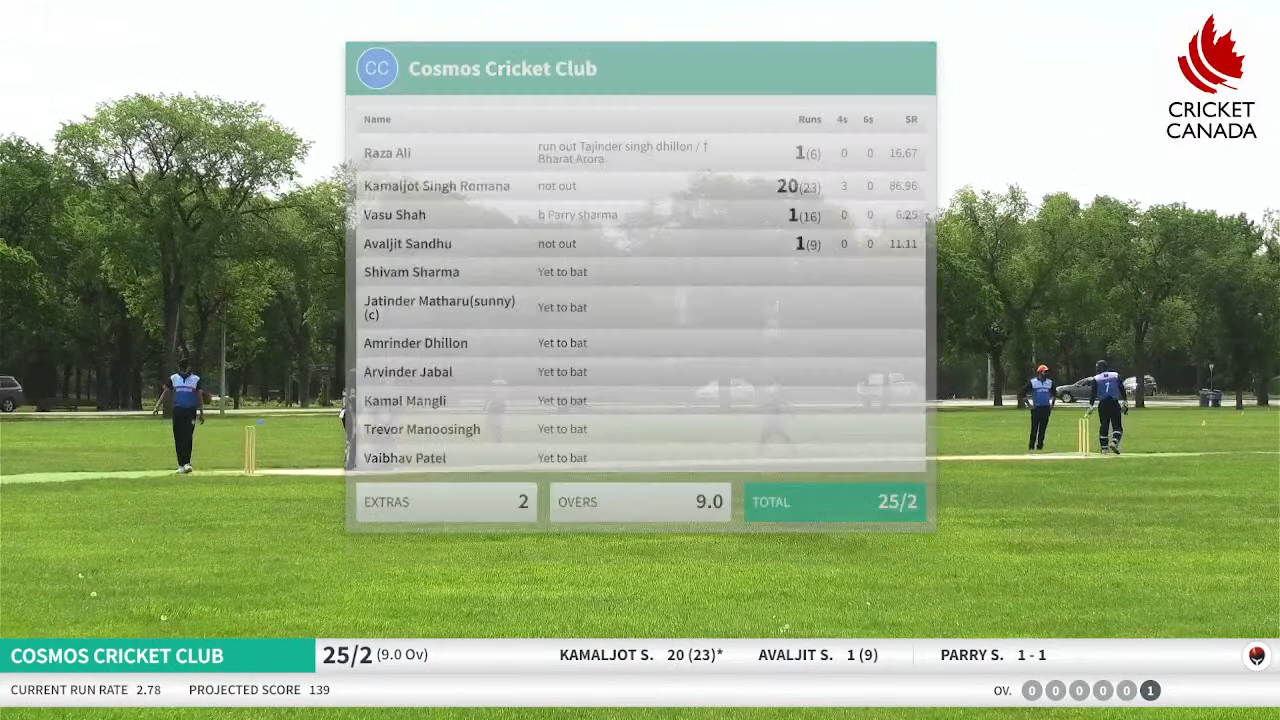 CRICKET
CANADA
CC Cosmos Cricket Club
Name Runs 4s 6s SR
Raza Ali run out Tajinder singh dhillon / † Bharat Arora. 1(6) 0 0 16.67
Kamaljot Singh Romana not out 20(23) 3 0 86.96
Vasu Shah b Parry sharma 1(16) 0 0 6.25
Avaljit Sandhu not out 1(9) 0 0 11.11
Shivam Sharma Yet to bat
Jatinder Matharu(sunny) (c) Yet to bat
Amrinder Dhillon Yet to bat
Arvinder Jabal Yet to bat
Kamal Mangli Yet to bat
Trevor Manoosingh Yet to bat
Vaibhav Patel Yet to bat
EXTRAS 2 OVERS 9.0 TOTAL 25/2
7
COSMOS CRICKET CLUB 25/2 (9.0 Ov) KAMALJOT S. 20 (23)* AVALJIT S. 1 (9) PARRY S. 1 - 1
CURRENT RUN RATE 2.78 PROJECTED SCORE 139 OV. 0 0 0 0 0 1